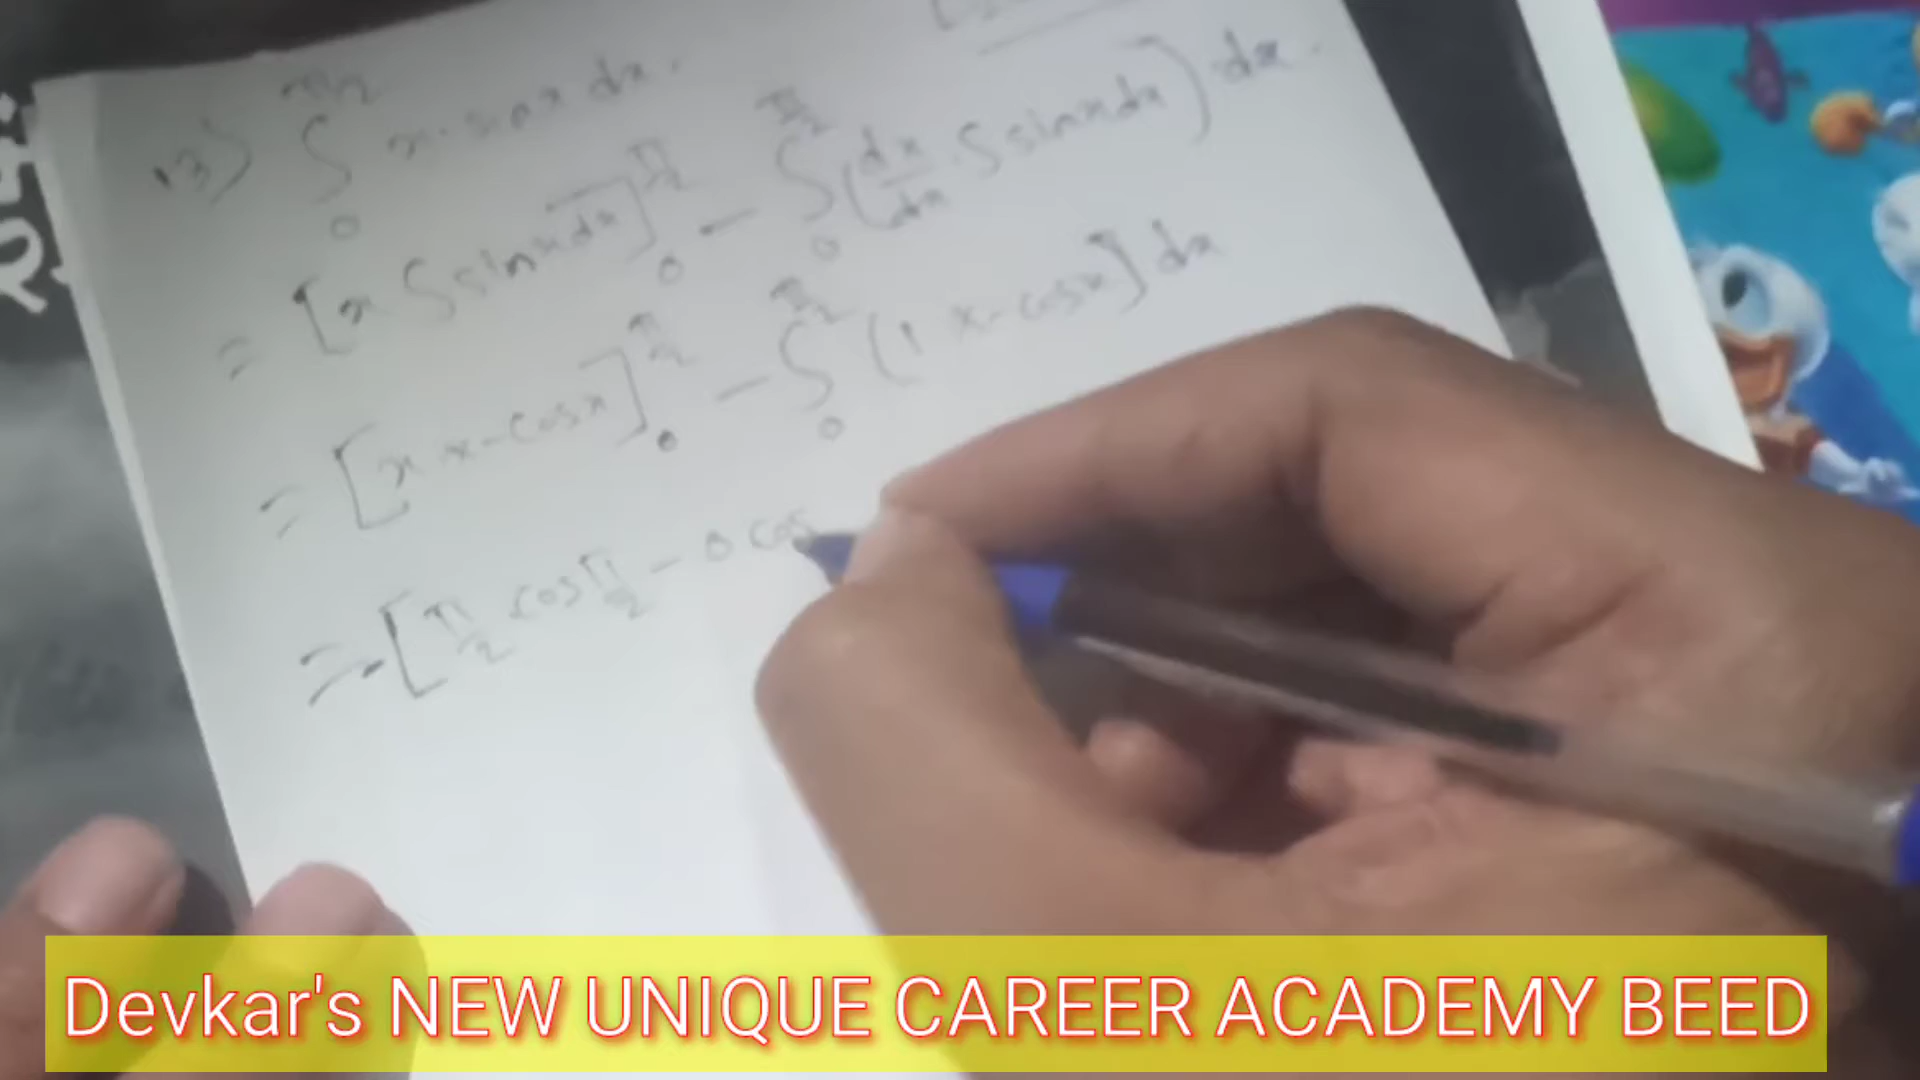 13) ∫₀^π/2 x·sinx dx.
= [x ∫sinx dx]₀^π/2 − ∫₀^π/2 (dx/dx · ∫sinx dx) dx.
= [x x−cosx]₀^π/2 − ∫₀^π/2 (1 x−cosx] dx
= −[π/2 cos π/2 − 0 cos
Devkar's NEW UNIQUE CAREER ACADEMY BEED